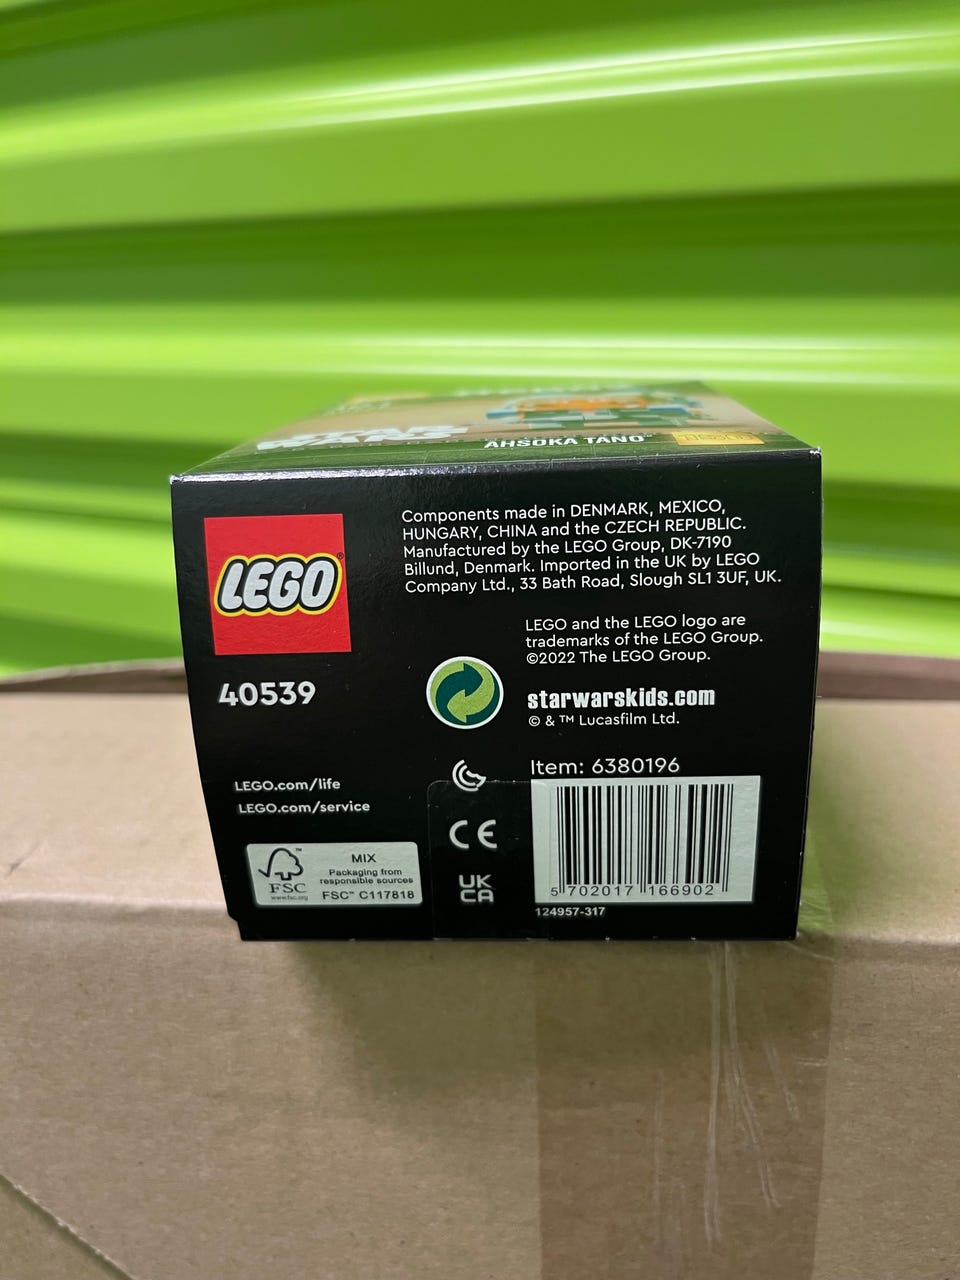 STAR
WARS
AHSOKA TANO
LEGO®
40539
Components made in DENMARK, MEXICO,
HUNGARY, CHINA and the CZECH REPUBLIC.
Manufactured by the LEGO Group, DK-7190
Billund, Denmark. Imported in the UK by LEGO
Company Ltd., 33 Bath Road, Slough SL1 3UF, UK.
LEGO and the LEGO logo are
trademarks of the LEGO Group.
©2022 The LEGO Group.
starwarskids.com
© & ™ Lucasfilm Ltd.
LEGO.com/life
LEGO.com/service
FSC
www.fsc.org
MIX
Packaging from
responsible sources
FSC™ C117818
CE
UK
CA
Item: 6380196
5 702017 166902
124957-317